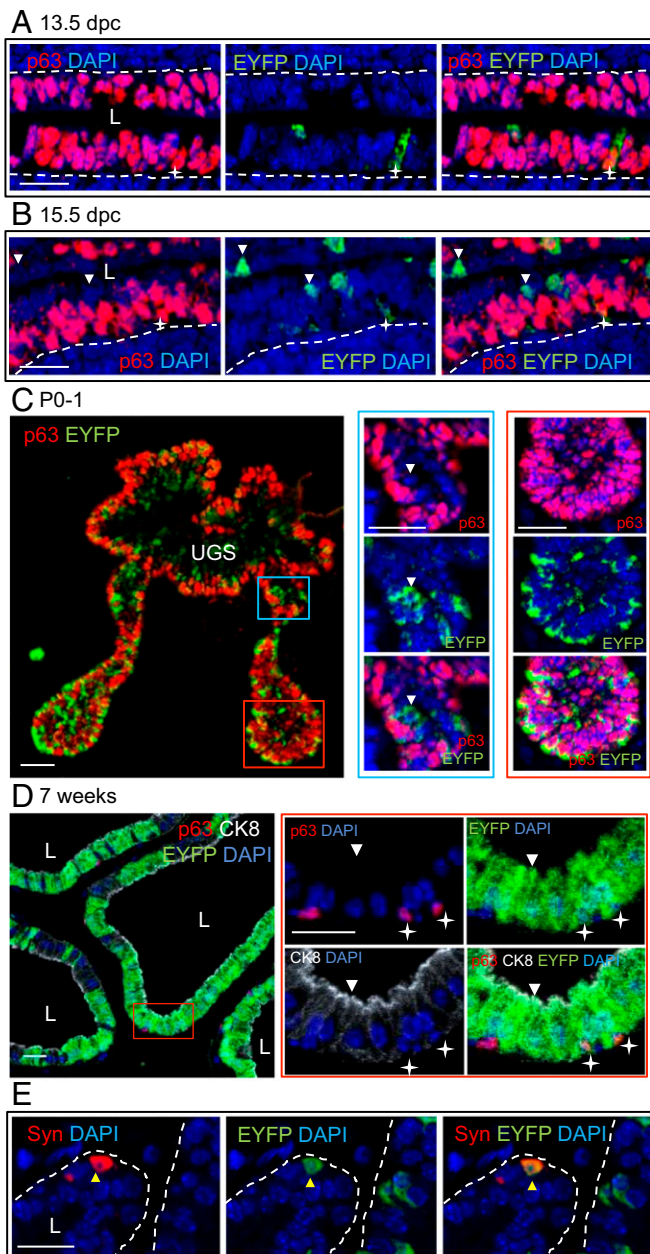 A 13.5 dpc
p63 DAPI
L
EYFP DAPI
p63 EYFP DAPI
B 15.5 dpc
L
p63 DAPI
EYFP DAPI
p63 EYFP DAPI
C P0-1
p63 EYFP
UGS
p63
EYFP
p63
EYFP
p63
EYFP
p63 EYFP
D 7 weeks
p63 CK8
EYFP DAPI
L
L
L
L
p63 DAPI
EYFP DAPI
CK8 DAPI
p63 CK8 EYFP DAPI
E
Syn DAPI
L
EYFP DAPI
Syn EYFP DAPI